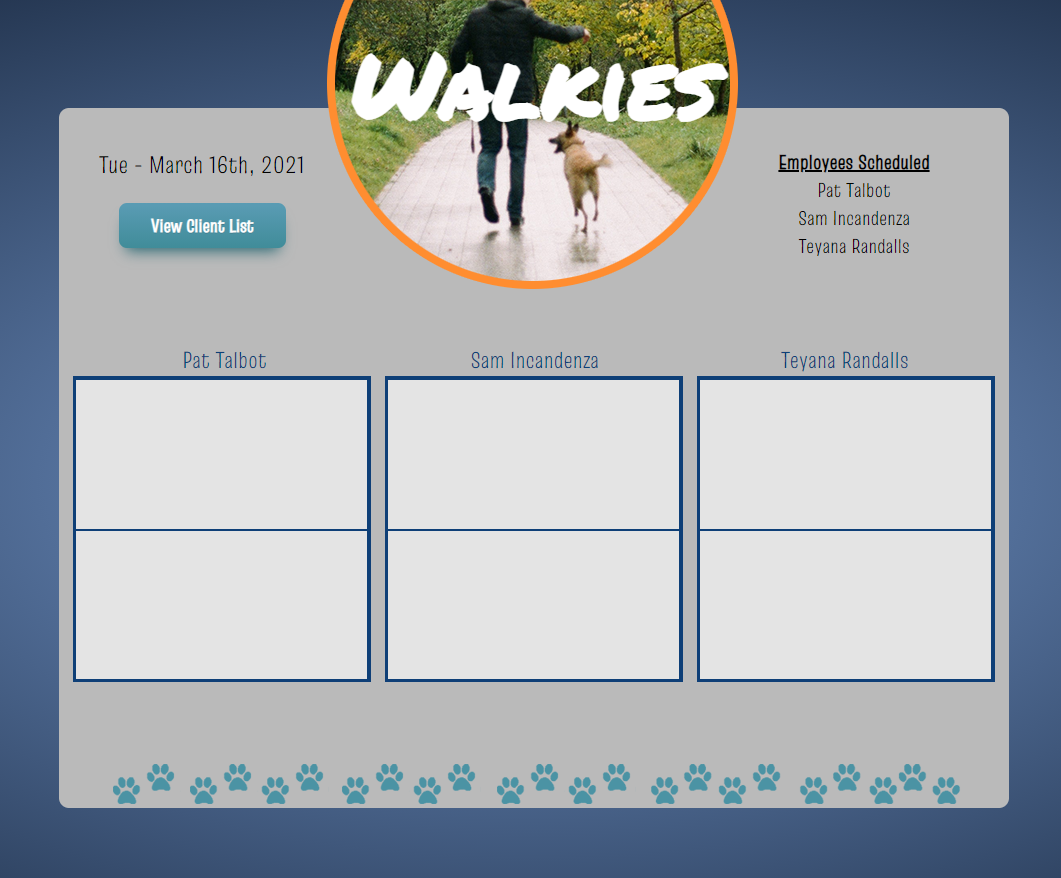 WALKIES
Tue - March 16th, 2021
View Client List
Employees Scheduled
Pat Talbot
Sam Incandenza
Teyana Randalls
Pat Talbot
Sam Incandenza
Teyana Randalls